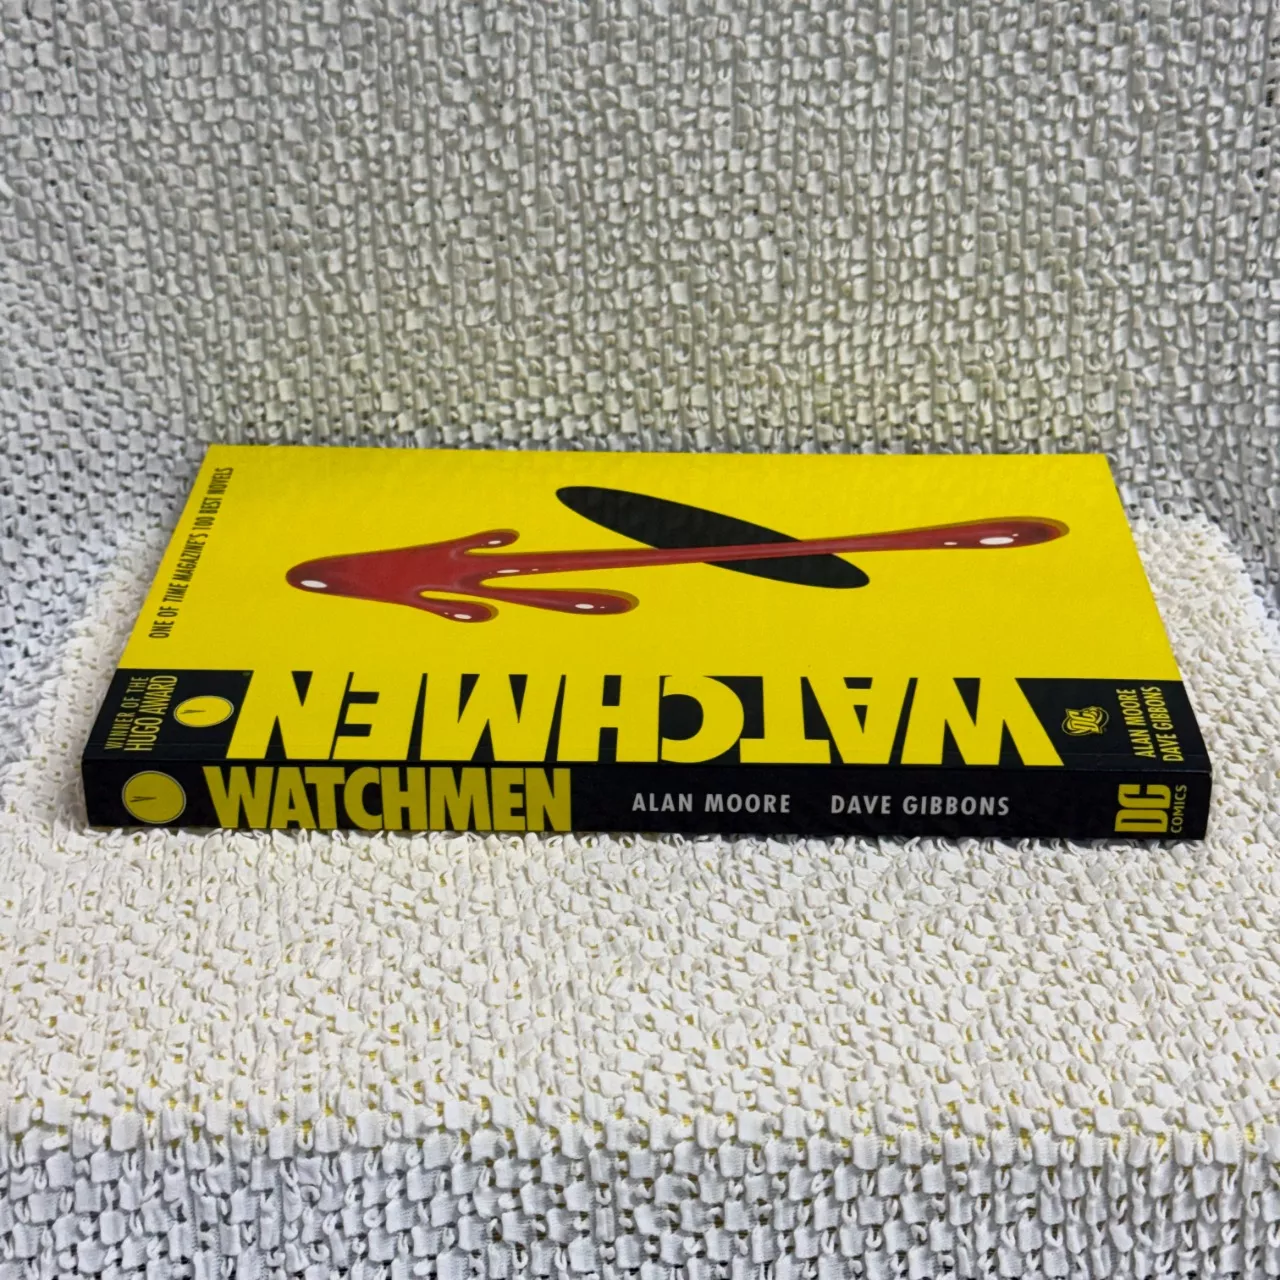 ONE OF TIME MAGAZINE'S 100 BEST NOVELS
WINNER OF THE
HUGO AWARD
WATCHMEN
DC
ALAN MOORE
DAVE GIBBONS
WATCHMEN ALAN MOORE DAVE GIBBONS DC
COMICS